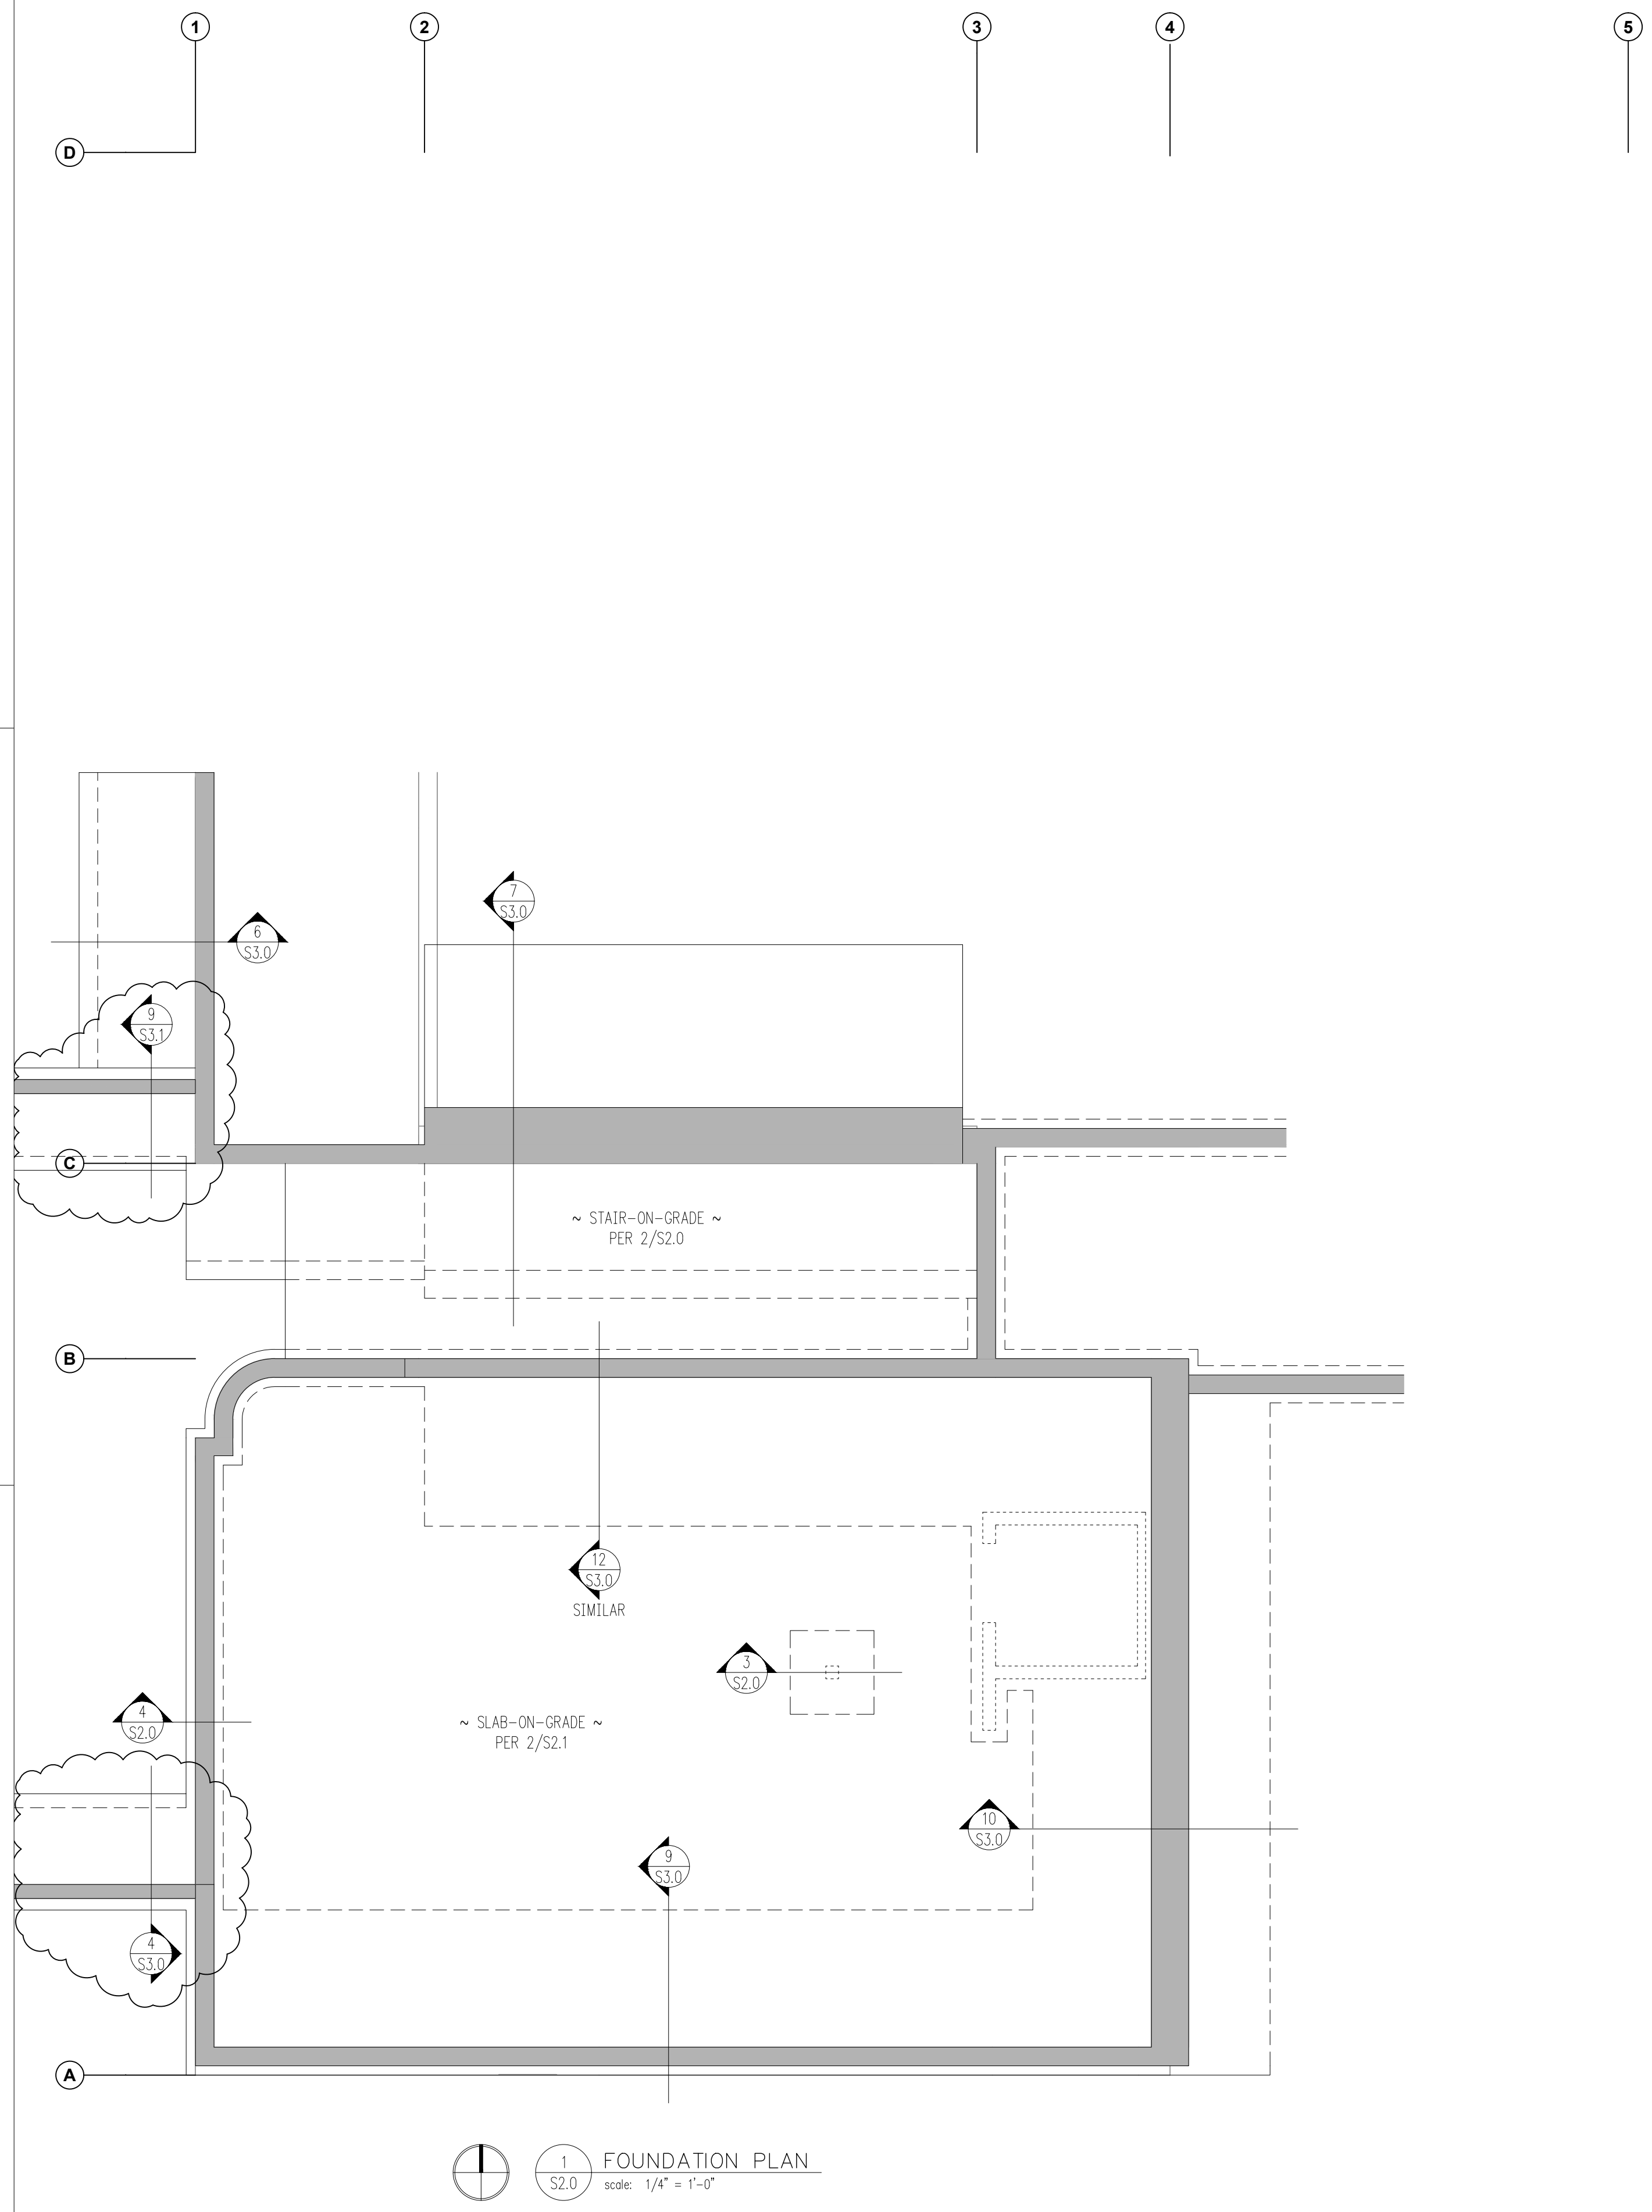 1
2
3
4
5
D
7
S3.0
6
S3.0
9
S3.1
C
~ STAIR-ON-GRADE ~
PER 2/S2.0
B
12
S3.0
SIMILAR
3
S2.0
4
S2.0
~ SLAB-ON-GRADE ~
PER 2/S2.1
10
S3.0
9
S3.0
4
S3.0
A
1
S2.0
FOUNDATION PLAN
scale: 1/4" = 1'-0"